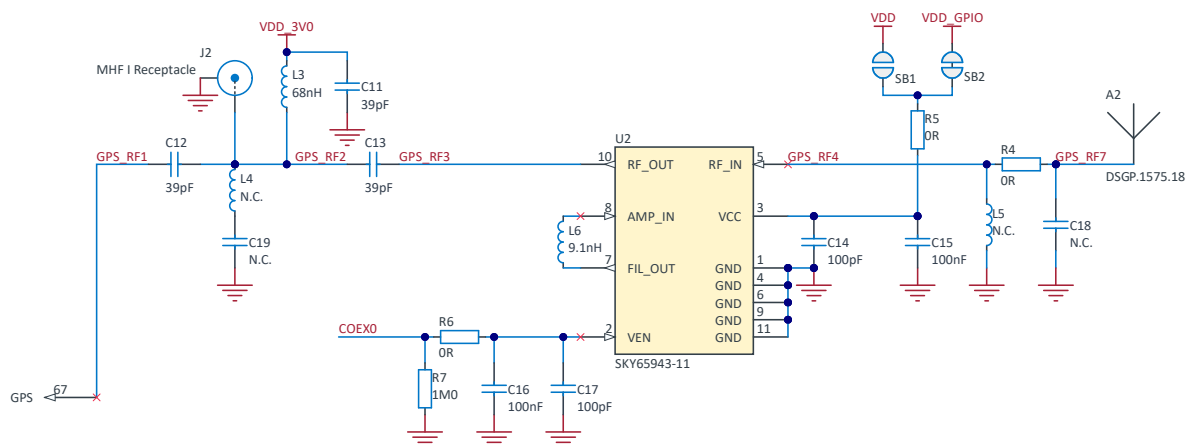 VDD_3V0
VDD
VDD_GPIO
J2
MHF I Receptacle
L3
68nH
C11
39pF
SB1
SB2
A2
R5
0R
U2
C12
39pF
GPS_RF1
GPS_RF2
C13
39pF
GPS_RF3
10
RF_OUT
RF_IN
5
GPS_RF4
R4
0R
GPS_RF7
DSGP.1575.18
L4
N.C.
C19
N.C.
8
AMP_IN
VCC
3
L6
9.1nH
7
FIL_OUT
C14
100pF
C15
100nF
L5
N.C.
C18
N.C.
GND
1
GND
4
GND
6
GND
9
GND
11
COEX0
R6
0R
2
VEN
SKY65943-11
R7
1M0
C16
100nF
C17
100pF
GPS
67